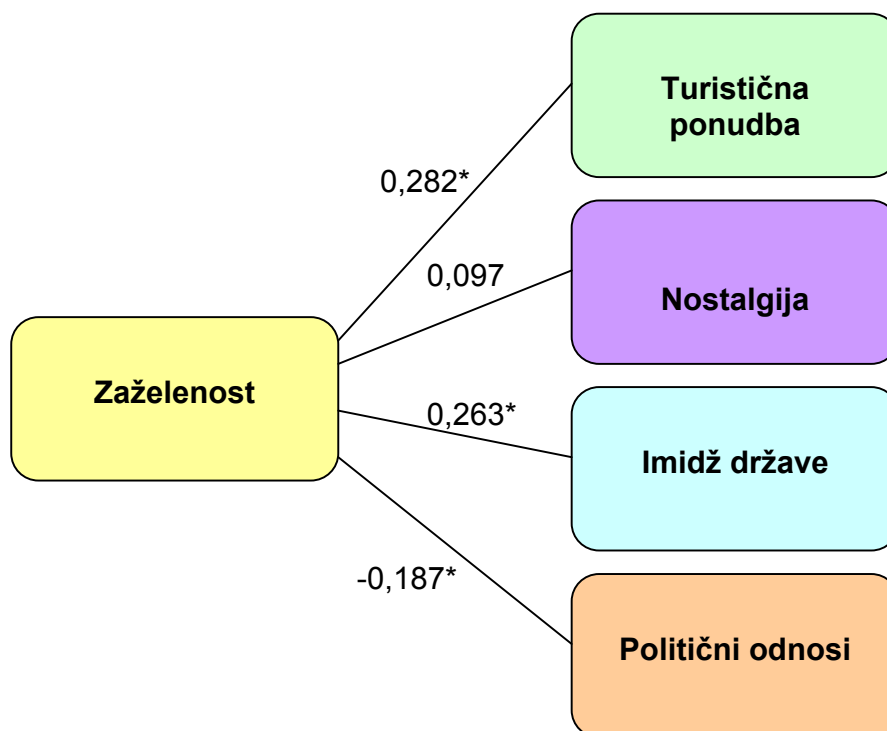 Turistična
ponudba
0,282*
0,097
Nostalgija
Zaželenost
0,263*
Imidž države
-0,187*
Politični odnosi